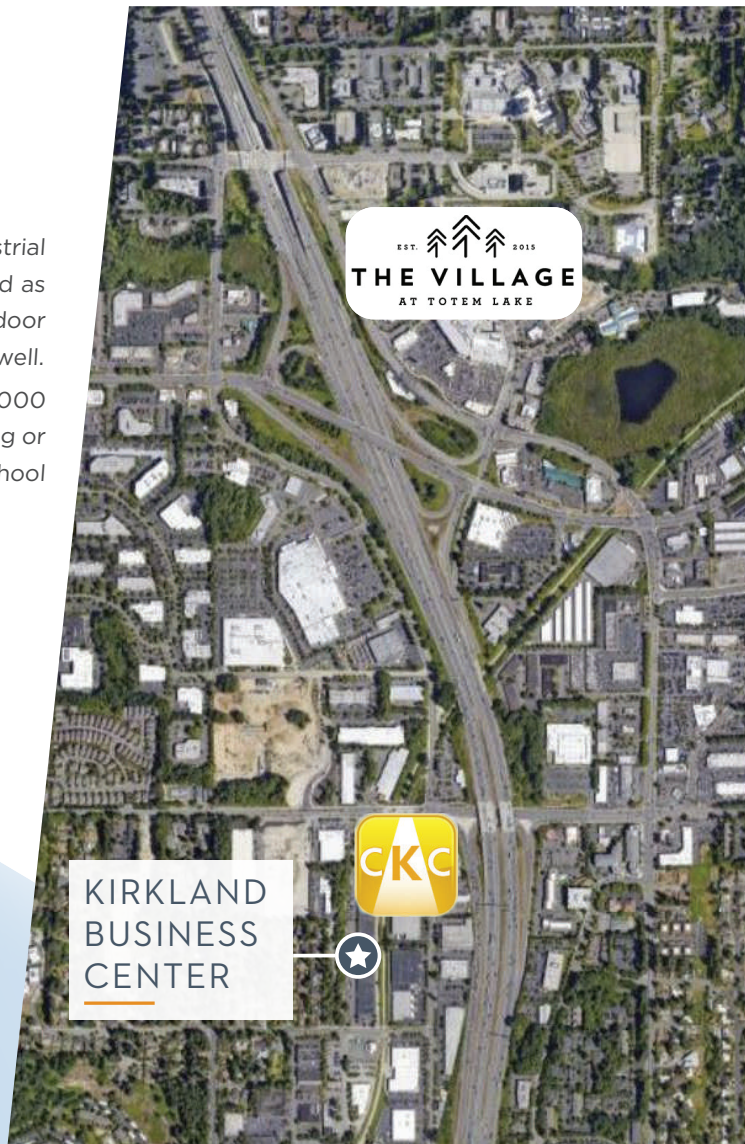 strial
d as
door
well.
000
g or
hool
EST. 2015
THE VILLAGE
AT TOTEM LAKE
CKC
KIRKLAND
BUSINESS
CENTER